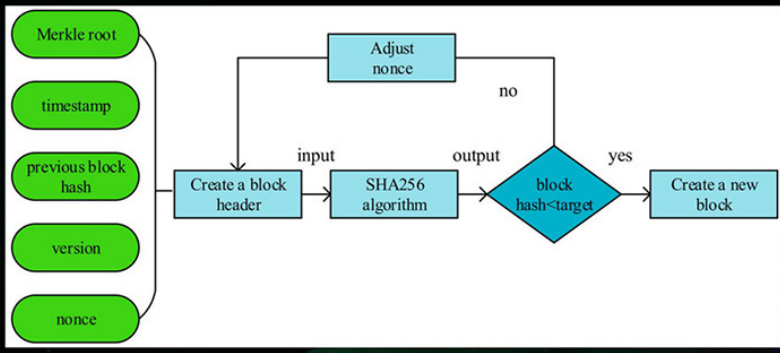 Merkle root
timestamp
previous block
hash
version
nonce
Adjust
nonce
no
input
output
yes
Create a block
header
SHA256
algorithm
block
hash<target
Create a new
block